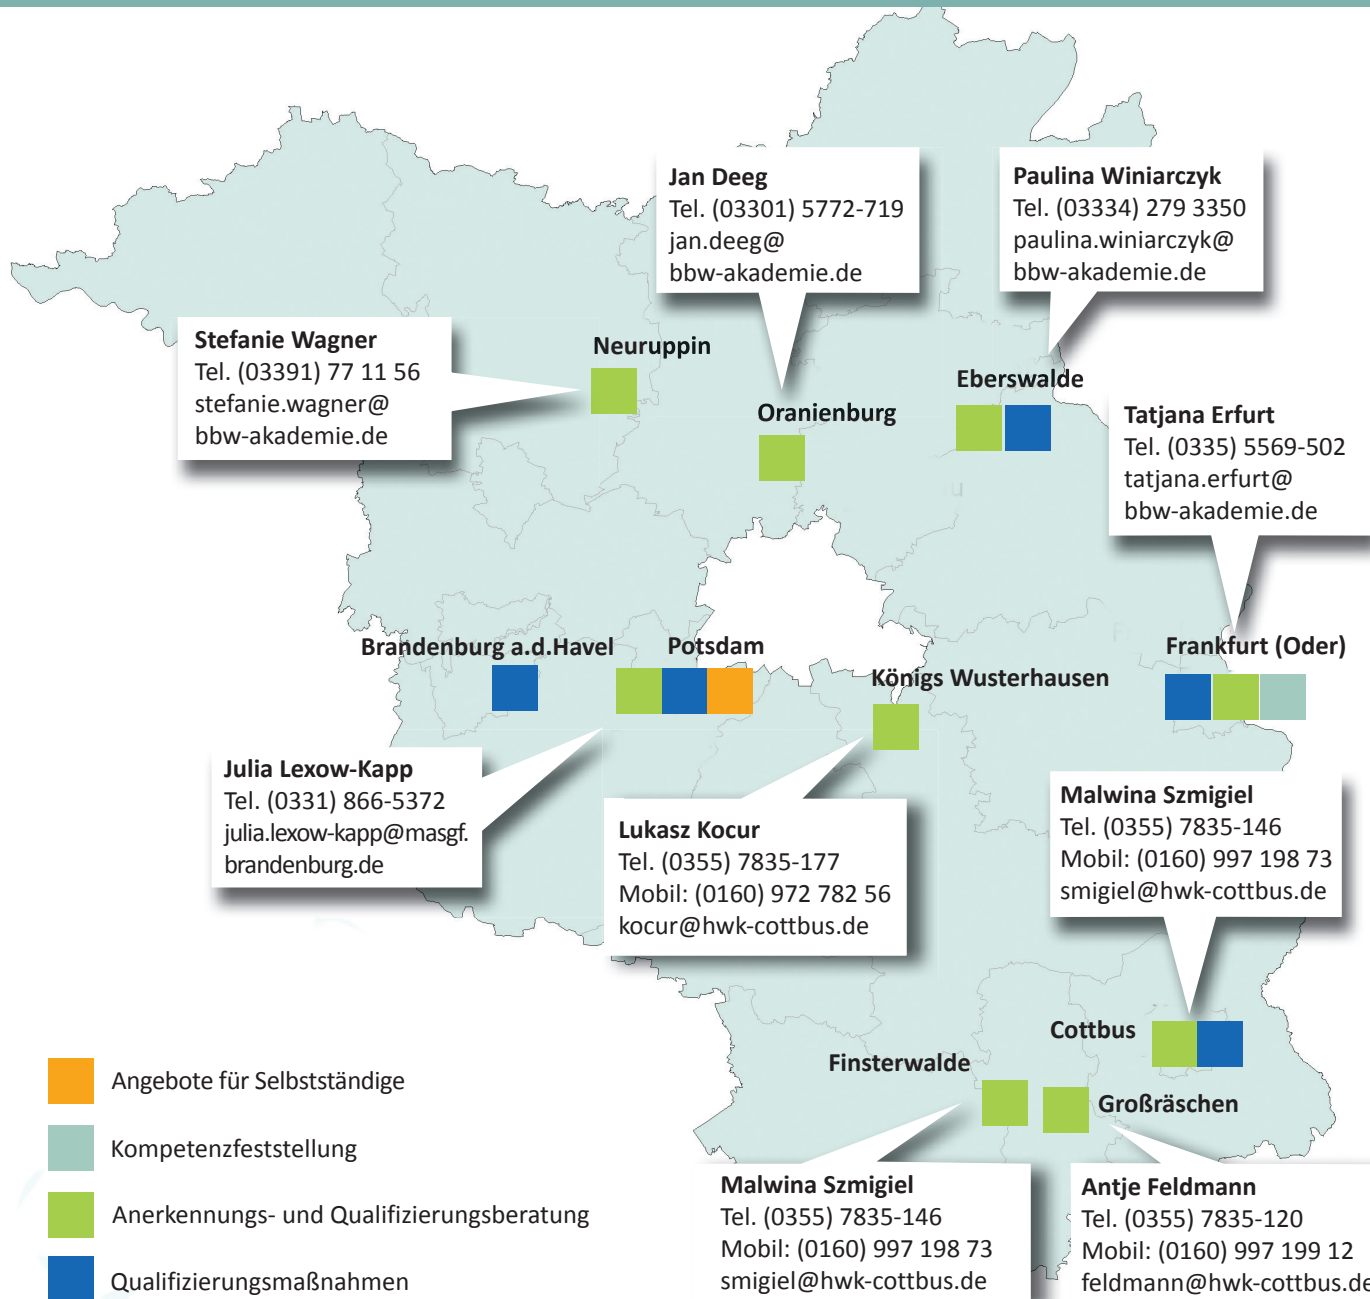 Jan Deeg
Tel. (03301) 5772-719
jan.deeg@
bbw-akademie.de
Paulina Winiarczyk
Tel. (03334) 279 3350
paulina.winiarczyk@
bbw-akademie.de
Stefanie Wagner
Tel. (03391) 77 11 56
stefanie.wagner@
bbw-akademie.de
Neuruppin
Oranienburg
Eberswalde
Tatjana Erfurt
Tel. (0335) 5569-502
tatjana.erfurt@
bbw-akademie.de
Brandenburg a.d.Havel
Potsdam
Königs Wusterhausen
Frankfurt (Oder)
Julia Lexow-Kapp
Tel. (0331) 866-5372
julia.lexow-kapp@masgf.
brandenburg.de
Lukasz Kocur
Tel. (0355) 7835-177
Mobil: (0160) 972 782 56
kocur@hwk-cottbus.de
Malwina Szmigiel
Tel. (0355) 7835-146
Mobil: (0160) 997 198 73
smigiel@hwk-cottbus.de
Cottbus
Finsterwalde
Großräschen
Malwina Szmigiel
Tel. (0355) 7835-146
Mobil: (0160) 997 198 73
smigiel@hwk-cottbus.de
Antje Feldmann
Tel. (0355) 7835-120
Mobil: (0160) 997 199 12
feldmann@hwk-cottbus.de
Angebote für Selbstständige
Kompetenzfeststellung
Anerkennungs- und Qualifizierungsberatung
Qualifizierungsmaßnahmen